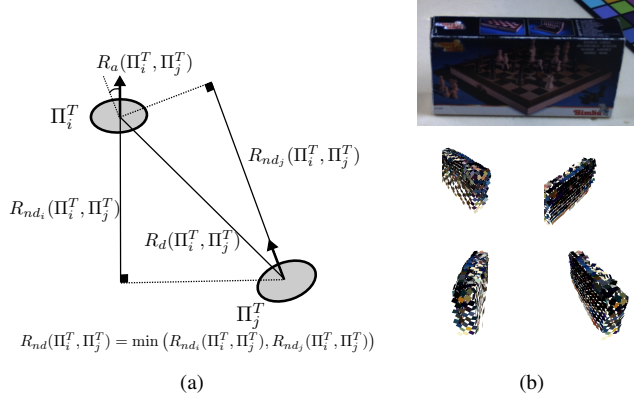 R_a(Π_i^T, Π_j^T)
Π_i^T
R_{nd_j}(Π_i^T, Π_j^T)
R_{nd_i}(Π_i^T, Π_j^T)
R_d(Π_i^T, Π_j^T)
Π_j^T
R_{nd}(Π_i^T, Π_j^T) = min (R_{nd_i}(Π_i^T, Π_j^T), R_{nd_j}(Π_i^T, Π_j^T))
(a)
Simba
(b)